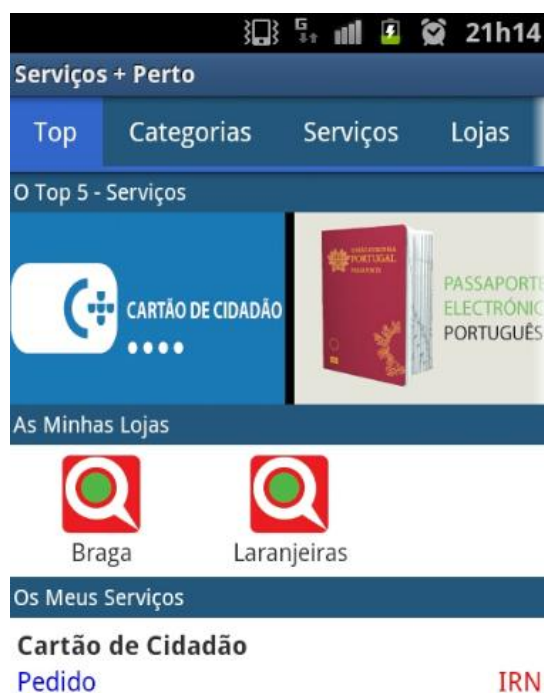 G
21h14
Serviços + Perto
Top Categorias Serviços Lojas
O Top 5 - Serviços
CARTÃO DE CIDADÃO
PORTUGAL
PASSAPORTE
ELECTRÓNIC
PORTUGUÊS
As Minhas Lojas
Braga Laranjeiras
Os Meus Serviços
Cartão de Cidadão
Pedido IRN